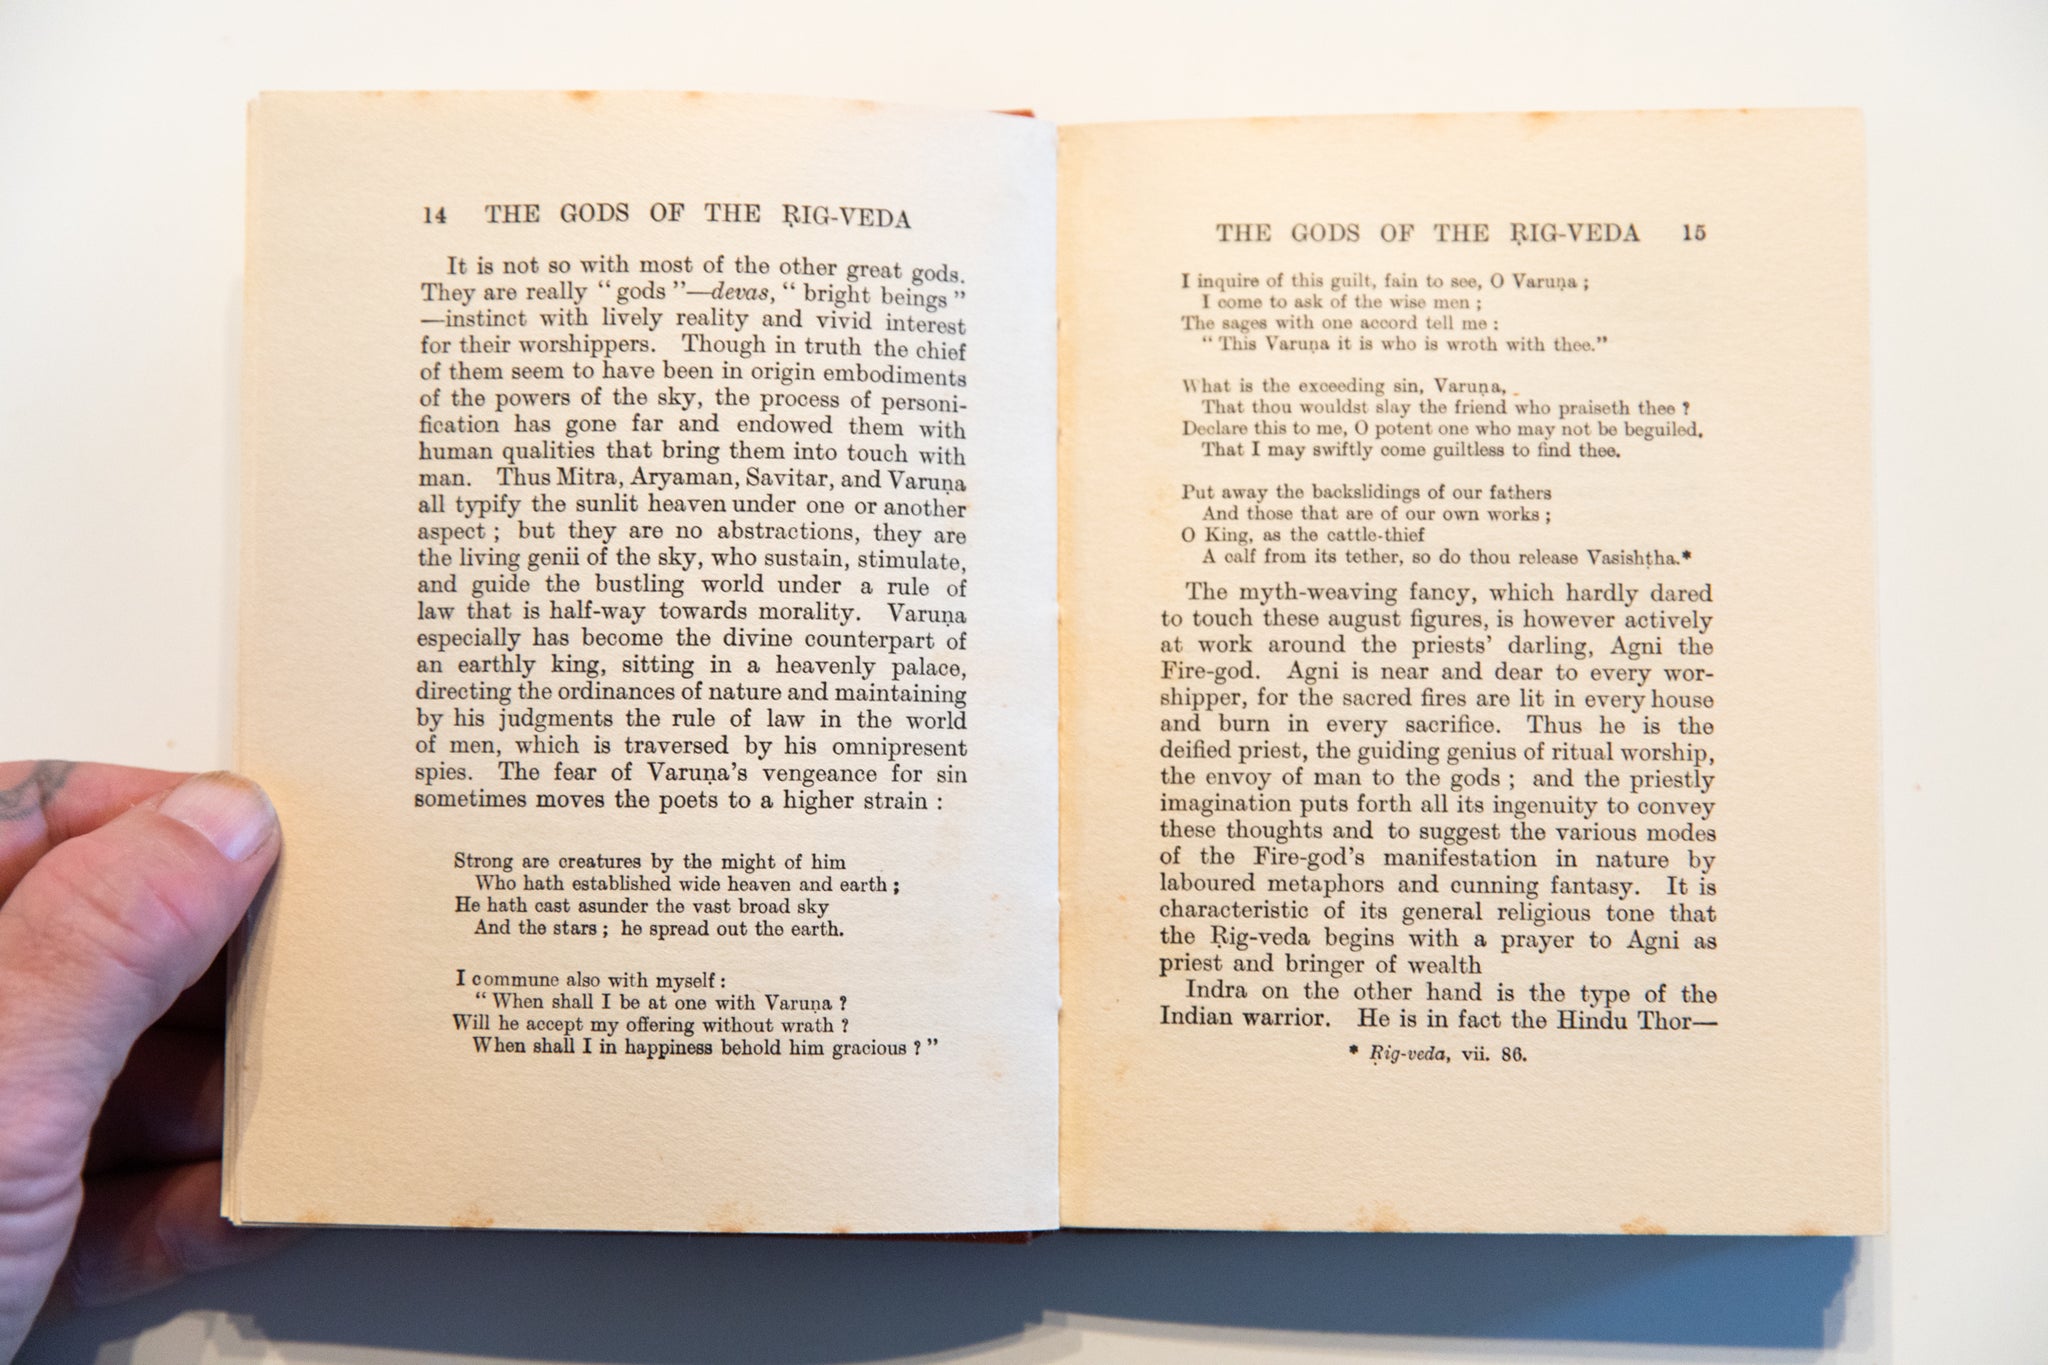 14 THE GODS OF THE ṚIG-VEDA
It is not so with most of the other great gods.
They are really “ gods ”—devas, “ bright beings ”
—instinct with lively reality and vivid interest
for their worshippers. Though in truth the chief
of them seem to have been in origin embodiments
of the powers of the sky, the process of personi-
fication has gone far and endowed them with
human qualities that bring them into touch with
man. Thus Mitra, Aryaman, Savitar, and Varuṇa
all typify the sunlit heaven under one or another
aspect ; but they are no abstractions, they are
the living genii of the sky, who sustain, stimulate,
and guide the bustling world under a rule of
law that is half-way towards morality. Varuṇa
especially has become the divine counterpart of
an earthly king, sitting in a heavenly palace,
directing the ordinances of nature and maintaining
by his judgments the rule of law in the world
of men, which is traversed by his omnipresent
spies. The fear of Varuṇa’s vengeance for sin
sometimes moves the poets to a higher strain :
Strong are creatures by the might of him
Who hath established wide heaven and earth ;
He hath cast asunder the vast broad sky
And the stars ; he spread out the earth.
I commune also with myself :
“ When shall I be at one with Varuṇa ?
Will he accept my offering without wrath ?
When shall I in happiness behold him gracious ? ”
THE GODS OF THE ṚIG-VEDA 15
I inquire of this guilt, fain to see, O Varuṇa ;
I come to ask of the wise men ;
The sages with one accord tell me :
“ This Varuṇa it is who is wroth with thee.”
What is the exceeding sin, Varuṇa,
That thou wouldst slay the friend who praiseth thee ?
Declare this to me, O potent one who may not be beguiled,
That I may swiftly come guiltless to find thee.
Put away the backslidings of our fathers
And those that are of our own works ;
O King, as the cattle-thief
A calf from its tether, so do thou release Vasishṭha.*
The myth-weaving fancy, which hardly dared
to touch these august figures, is however actively
at work around the priests’ darling, Agni the
Fire-god. Agni is near and dear to every wor-
shipper, for the sacred fires are lit in every house
and burn in every sacrifice. Thus he is the
deified priest, the guiding genius of ritual worship,
the envoy of man to the gods ; and the priestly
imagination puts forth all its ingenuity to convey
these thoughts and to suggest the various modes
of the Fire-god’s manifestation in nature by
laboured metaphors and cunning fantasy. It is
characteristic of its general religious tone that
the Ṛig-veda begins with a prayer to Agni as
priest and bringer of wealth
Indra on the other hand is the type of the
Indian warrior. He is in fact the Hindu Thor—
* Ṛig-veda, vii. 86.